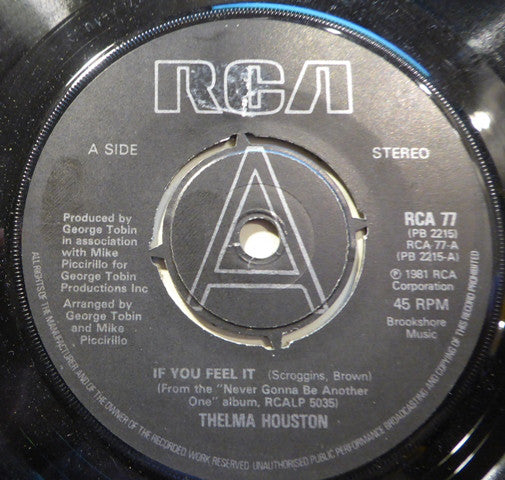 RCA
A SIDE
STEREO
A
Produced by
George Tobin
in association
with Mike
Piccirillo for
George Tobin
Productions Inc
Arranged by
George Tobin
and Mike
Piccirillo
RCA 77
(PB 2215)
RCA-77-A
(PB 2215-A)
℗ 1981 RCA
Corporation
45 RPM
Brookshore
Music
IF YOU FEEL IT (Scroggins, Brown)
(From the "Never Gonna Be Another
One" album, RCALP 5035)
THELMA HOUSTON
ALL RIGHTS OF THE MANUFACTURER AND OF THE OWNER OF THE RECORDED WORK RESERVED. UNAUTHORISED PUBLIC PERFORMANCE, BROADCASTING AND COPYING OF THIS RECORD PROHIBITED